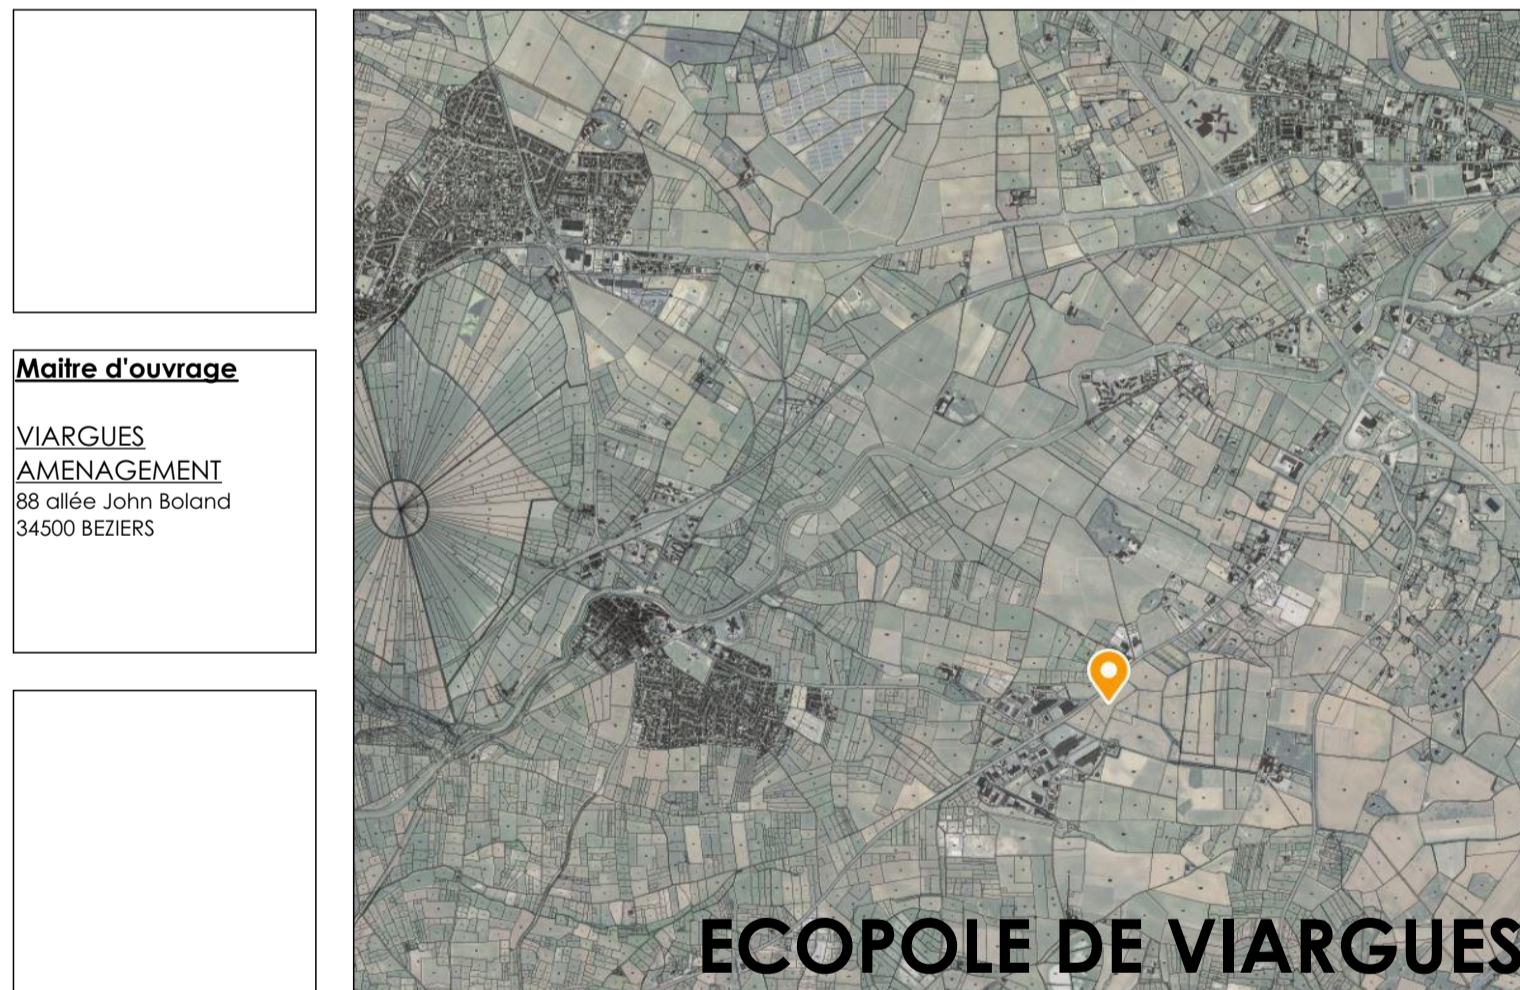 Maitre d'ouvrage
VIARGUES
AMENAGEMENT
88 allée John Boland
34500 BEZIERS
ECOPOLE DE VIARGUES